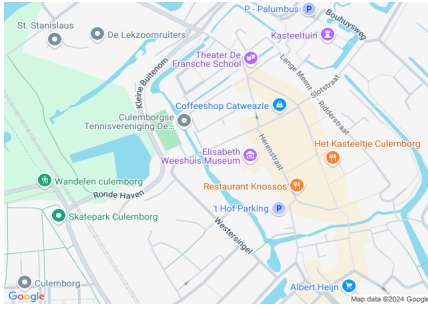 P - Palumbus
Bouhuysweg
St. Stanislaus
De Lekzoomruiters
Kasteeltuin
Theater De
Fransche School
Lange Meent
Slotstraat
Kleine Buitenom
Coffeeshop Catweazle
Ridderstraat
Culemborgse
Tennisvereniging De...
Herenstraat
Het Kasteeltje Culemborg
Elisabeth
Weeshuis Museum
Wandelen culemborg
Restaurant Knossos
Ronde Haven
Skatepark Culemborg
't Hof Parking
Westersingel
Culemborg
Albert Heijn
Google
Map data ©2024 Google